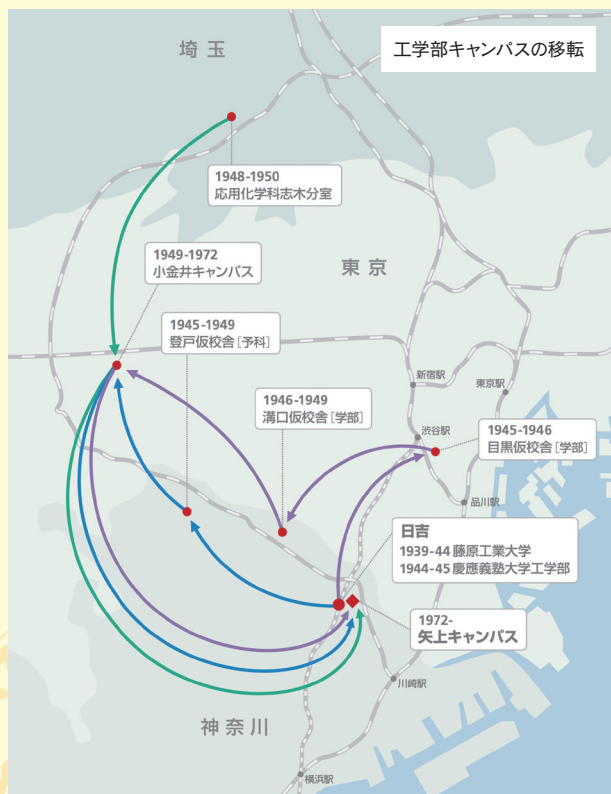 工学部キャンパスの移転
埼玉
1948-1950
応用化学科志木分室
1949-1972
小金井キャンパス
東京
1945-1949
登戸仮校舎[予科]
1946-1949
溝口仮校舎[学部]
新宿駅
東京駅
渋谷駅
1945-1946
目黒仮校舎[学部]
品川駅
日吉
1939-44 藤原工業大学
1944-45 慶應義塾大学工学部
1972-
矢上キャンパス
川崎駅
神奈川
横浜駅